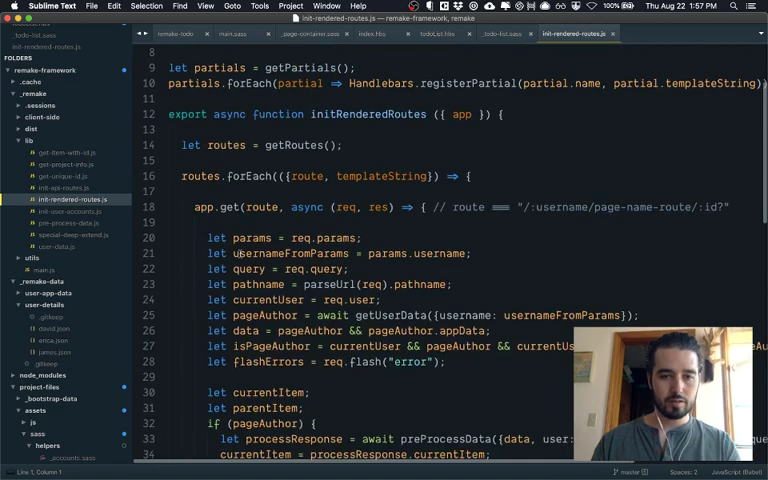 Sublime Text File Edit Selection Find View Goto Tools Project Window Help 100% Thu Aug 22 1:57 PM
init-rendered-routes.js — remake-framework, remake
_todo-list.sass
init-rendered-routes.js
FOLDERS
remake-framework
.cache
_remake
.sessions
client-side
dist
lib
get-item-with-id.js
get-project-info.js
get-unique-id.js
init-api-routes.js
init-rendered-routes.js
init-user-accounts.js
pre-process-data.js
special-deep-extend.js
user-data.js
utils
main.js
_remake-data
user-app-data
user-details
.gitkeep
david.json
erica.json
james.json
.gitkeep
node_modules
project-files
_bootstrap-data
assets
js
sass
helpers
_accounts.sass
remake-todo main.sass _page-container.sass index.hbs todoList.hbs _todo-list.sass init-rendered-routes.js
8
9 let partials = getPartials();
10 partials.forEach(partial => Handlebars.registerPartial(partial.name, partial.templateString))
11
12 export async function initRenderedRoutes ({ app }) {
13
14 let routes = getRoutes();
15
16 routes.forEach(({route, templateString}) => {
17
18 app.get(route, async (req, res) => { // route === "/:username/page-name-route/:id?"
19
20 let params = req.params;
21 let usernameFromParams = params.username;
22 let query = req.query;
23 let pathname = parseUrl(req).pathname;
24 let currentUser = req.user;
25 let pageAuthor = await getUserData({username: usernameFromParams});
26 let data = pageAuthor && pageAuthor.appData;
27 let isPageAuthor = currentUser && pageAuthor && currentUs
28 let flashErrors = req.flash("error");
29
30 let currentItem;
31 let parentItem;
32 if (pageAuthor) {
33 let processResponse = await preProcessData({data, user:
34 currentItem = processResponse.currentItem;
Line 1, Column 1 master Spaces: 2 JavaScript (Babel)